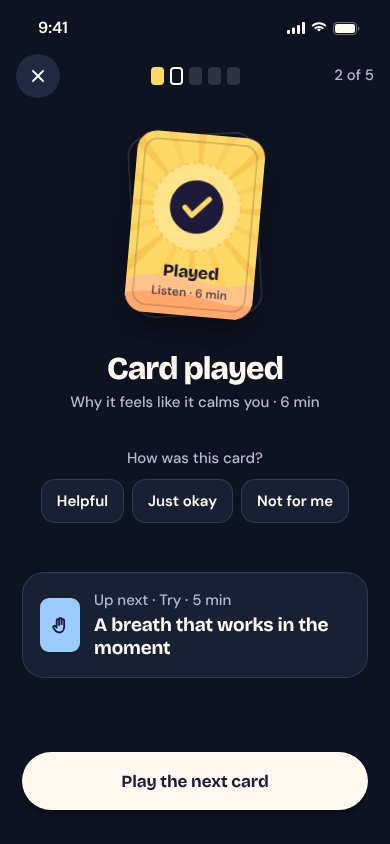 9:41
2 of 5
Played
Listen · 6 min
Card played
Why it feels like it calms you · 6 min
How was this card?
Helpful
Just okay
Not for me
Up next · Try · 5 min
A breath that works in the
moment
Play the next card